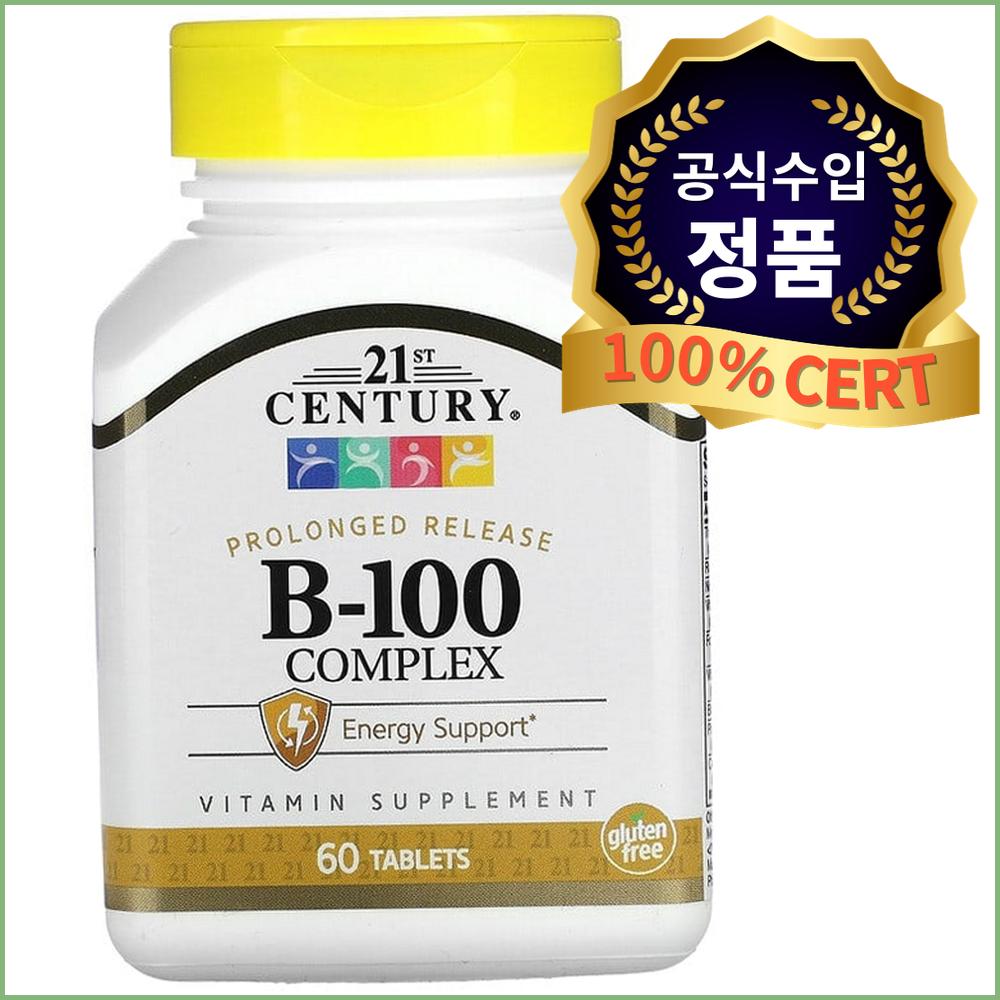 공식수입
정품
100% CERT
21ST
CENTURY®
PROLONGED RELEASE
B-100
COMPLEX
Energy Support*
VITAMIN SUPPLEMENT
gluten
free
60 TABLETS